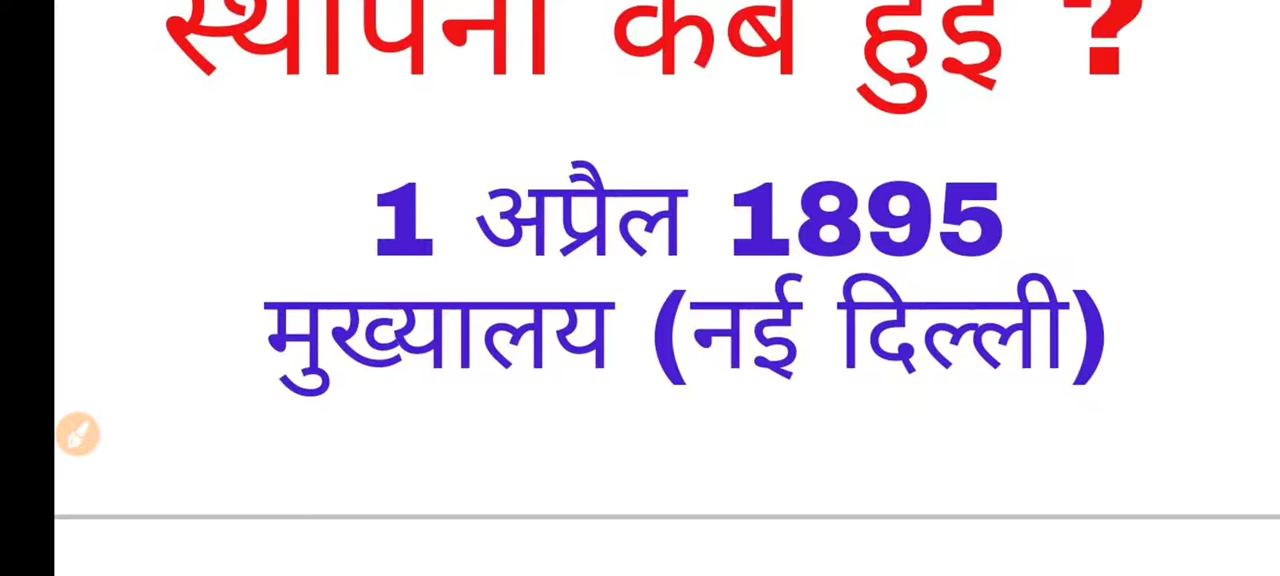 स्थापना कब हुई ?
1 अप्रैल 1895
मुख्यालय (नई दिल्ली)